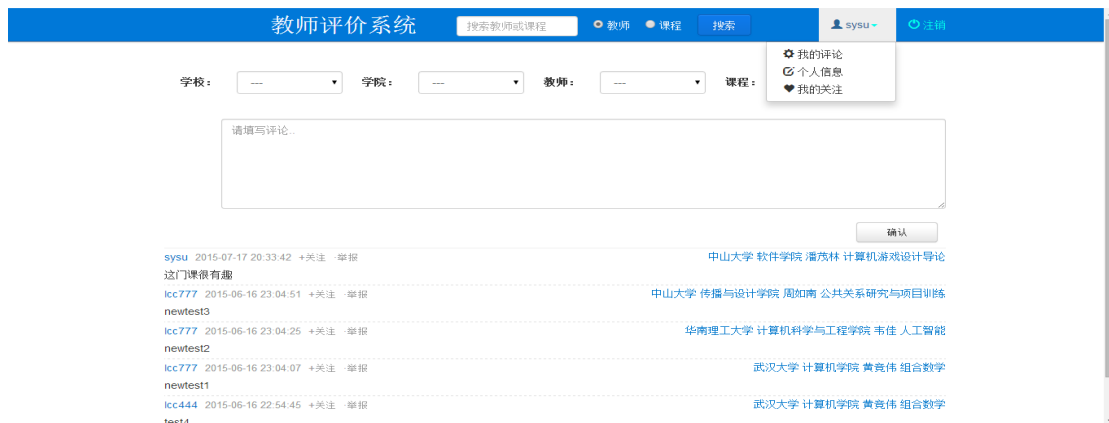 教师评价系统 搜索教师或课程 教师 课程 搜索 sysu 注销
我的评论
个人信息
我的关注
学校： --- 学院： --- 教师： --- 课程：
请填写评论..
确认
sysu 2015-07-17 20:33:42 +关注 ·举报 中山大学 软件学院 潘茂林 计算机游戏设计导论
这门课很有趣
lcc777 2015-06-16 23:04:51 +关注 ·举报 中山大学 传播与设计学院 周如南 公共关系研究与项目训练
newtest3
lcc777 2015-06-16 23:04:25 +关注 ·举报 华南理工大学 计算机科学与工程学院 韦佳 人工智能
newtest2
lcc777 2015-06-16 23:04:07 +关注 ·举报 武汉大学 计算机学院 黄竞伟 组合数学
newtest1
lcc444 2015-06-16 22:54:45 +关注 ·举报 武汉大学 计算机学院 黄竞伟 组合数学
test4